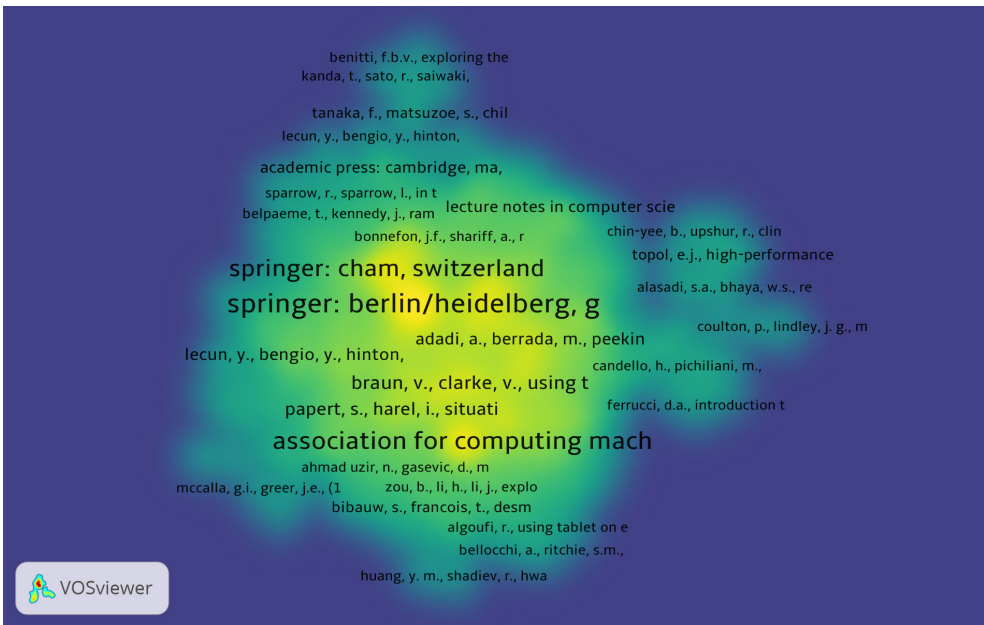 benitti, f.b.v., exploring the
kanda, t., sato, r., saiwaki,
tanaka, f., matsuzoe, s., chil
lecun, y., bengio, y., hinton,
academic press: cambridge, ma,
sparrow, r., sparrow, l., in t
lecture notes in computer scie
belpaeme, t., kennedy, j., ram
chin-yee, b., upshur, r., clin
bonnefon, j.f., shariff, a., r
topol, e.j., high-performance
springer: cham, switzerland
alasadi, s.a., bhaya, w.s., re
springer: berlin/heidelberg, g
coulton, p., lindley, j. g., m
adadi, a., berrada, m., peekin
lecun, y., bengio, y., hinton,
candello, h., pichiliani, m.,
braun, v., clarke, v., using t
papert, s., harel, i., situati
ferrucci, d.a., introduction t
association for computing mach
ahmad uzir, n., gasevic, d., m
mccalla, g.i., greer, j.e., (1
zou, b., li, h., li, j., explo
bibauw, s., francois, t., desm
algoufi, r., using tablet on e
bellocchi, a., ritchie, s.m.,
huang, y. m., shadiev, r., hwa
VOSviewer